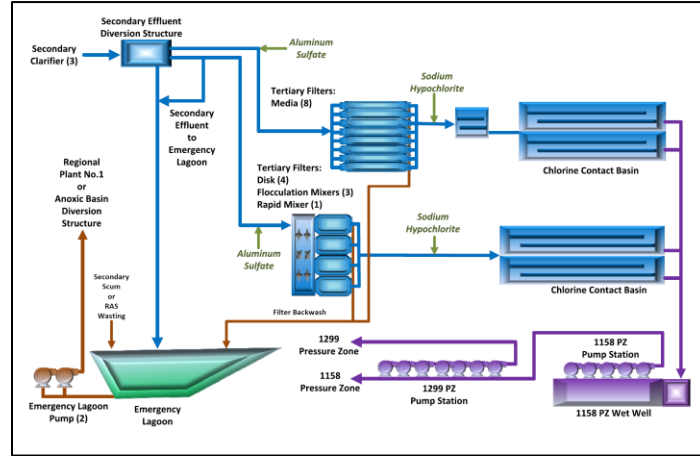 Secondary Effluent
Diversion Structure
Secondary
Clarifier (3)
Aluminum
Sulfate
Tertiary Filters:
Media (8)
Sodium
Hypochlorite
Chlorine Contact Basin
Secondary
Effluent
to
Emergency
Lagoon
Regional
Plant No.1
or
Anoxic Basin
Diversion
Structure
Tertiary Filters:
Disk (4)
Flocculation Mixers (3)
Rapid Mixer (1)
Aluminum
Sulfate
Sodium
Hypochlorite
Chlorine Contact Basin
Secondary
Scum
or
RAS
Wasting
Filter Backwash
1299
Pressure Zone
1158
Pressure Zone
1299 PZ
Pump Station
1158 PZ
Pump Station
1158 PZ Wet Well
Emergency Lagoon
Pump (2)
Emergency
Lagoon